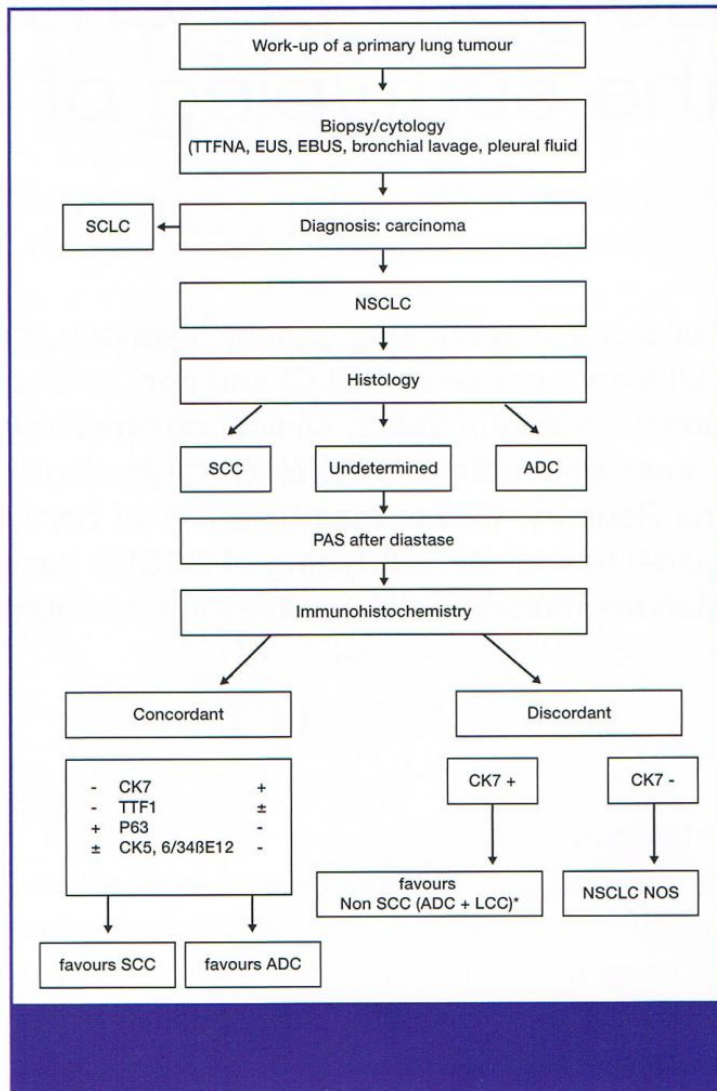 Work-up of a primary lung tumour
Biopsy/cytology
(TTFNA, EUS, EBUS, bronchial lavage, pleural fluid
SCLC
Diagnosis: carcinoma
NSCLC
Histology
SCC
Undetermined
ADC
PAS after diastase
Immunohistochemistry
Concordant
Discordant
- CK7 +
- TTF1 ±
+ P63 -
± CK5, 6/34ßE12 -
CK7 +
CK7 -
favours
Non SCC (ADC + LCC)*
NSCLC NOS
favours SCC
favours ADC